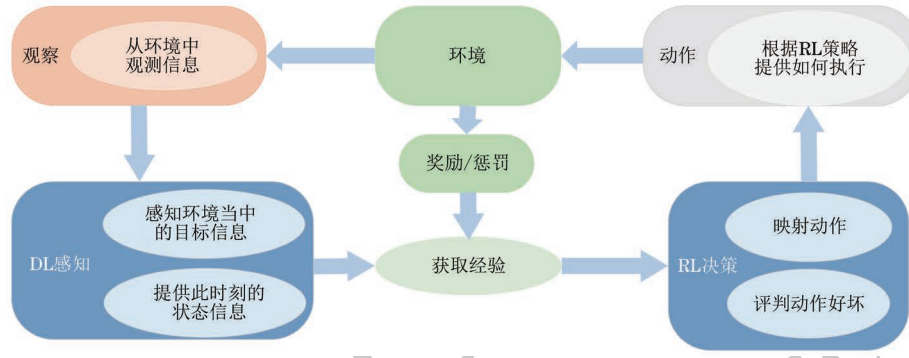 观察
从环境中
观测信息
环境
动作
根据RL策略
提供如何执行
奖励/惩罚
DL感知
感知环境当中
的目标信息
提供此时刻的
状态信息
获取经验
RL决策
映射动作
评判动作好坏